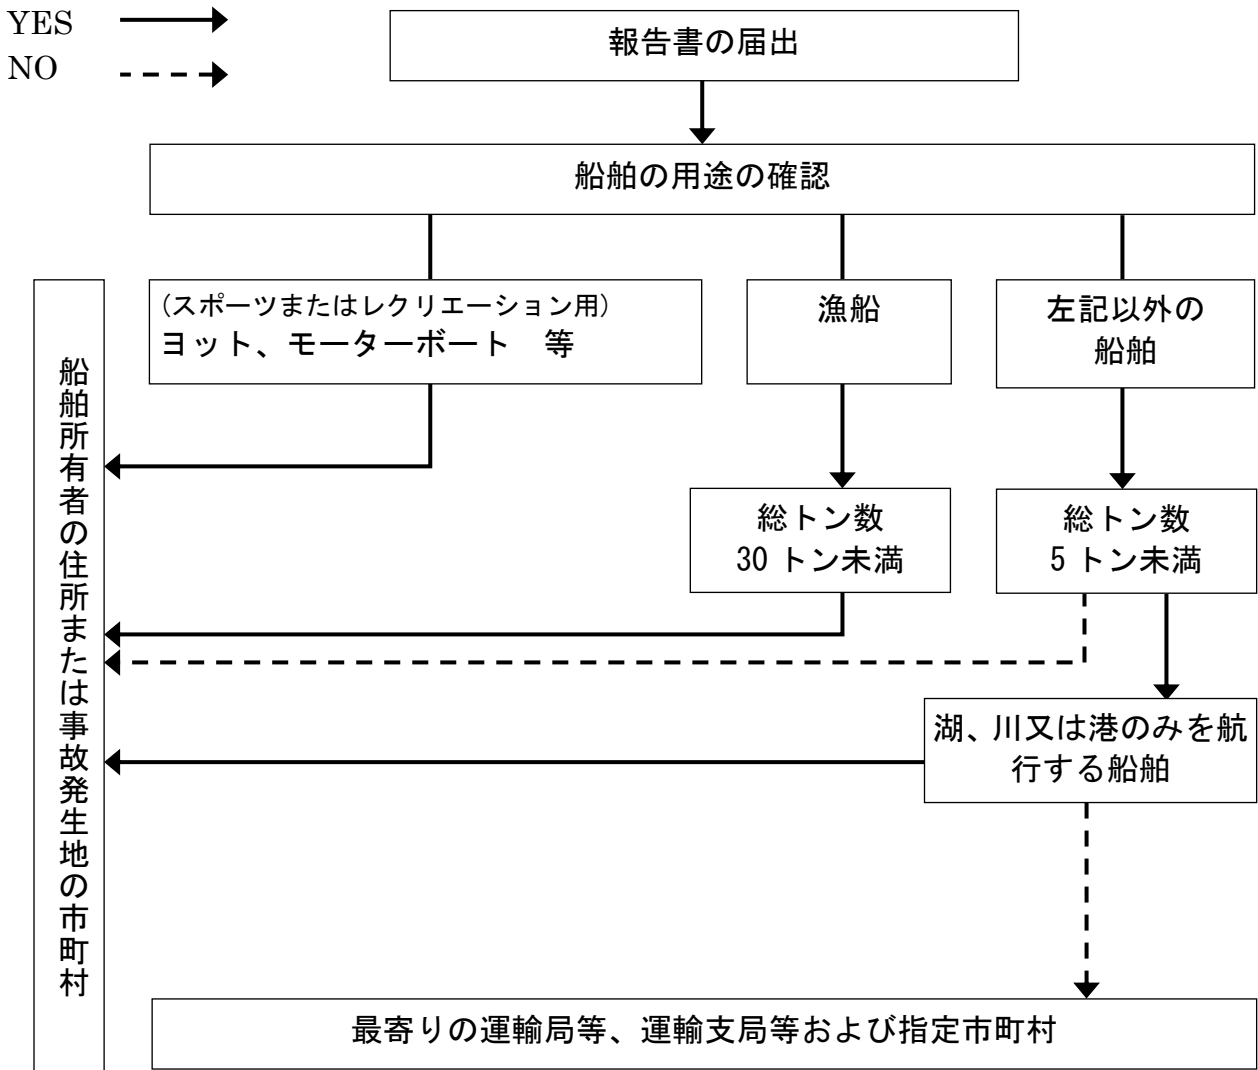 YES
NO
報告書の届出
船舶の用途の確認
(スポーツまたはレクリエーション用)
ヨット、モーターボート　等
漁船
左記以外の
船舶
船舶所有者の住所または事故発生地の市町村
総トン数
30 トン未満
総トン数
5 トン未満
湖、川又は港のみを航
行する船舶
最寄りの運輸局等、運輸支局等および指定市町村